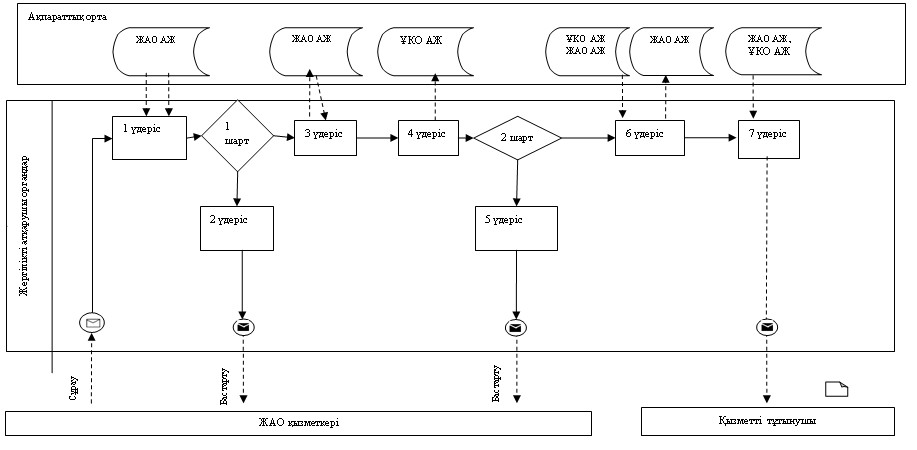 Ақпараттық орта
ЖАО АЖ
ЖАО АЖ
ҰКО АЖ
ҰКО АЖ
ЖАО АЖ
ЖАО АЖ
ЖАО АЖ,
ҰКО АЖ
Жергілікті атқарушы органдар
1 үдеріс
1
шарт
3 үдеріс
4 үдеріс
2 шарт
6 үдеріс
7 үдеріс
2 үдеріс
5 үдеріс
Сұрау
Бас тарту
Бас тарту
ЖАО қызметкері
Қызметті тұтынушы